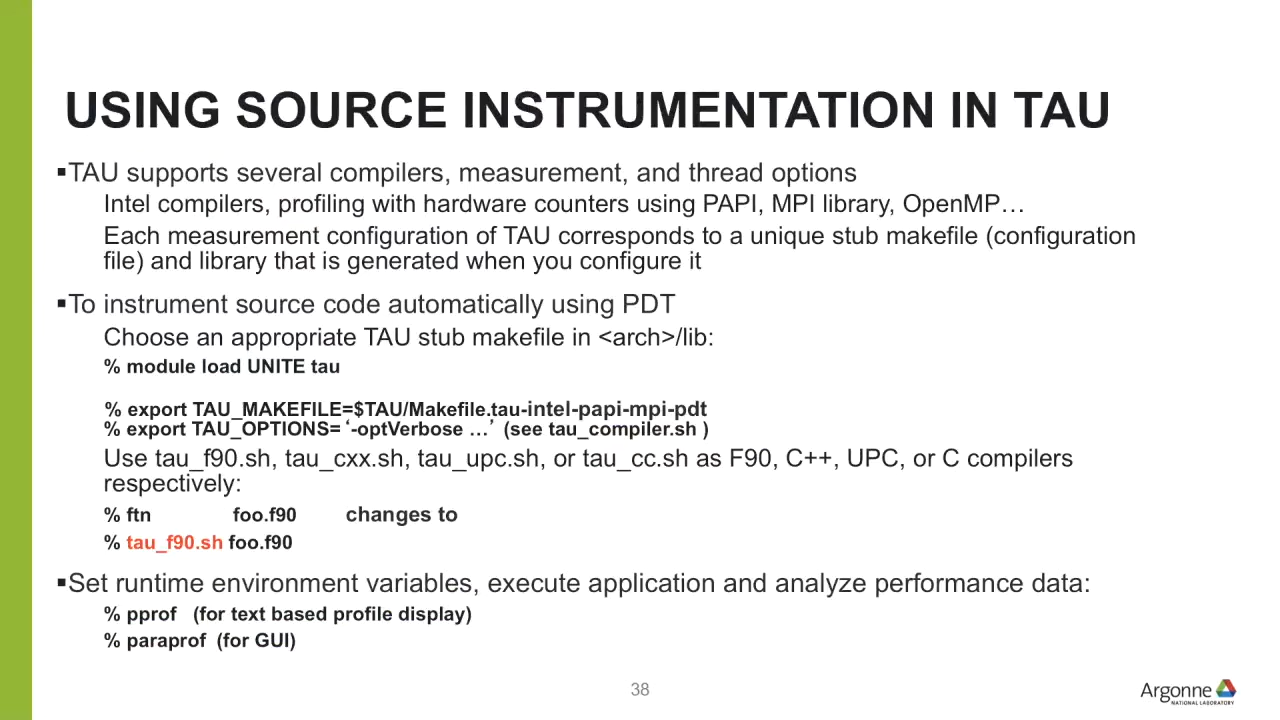 USING SOURCE INSTRUMENTATION IN TAU
▪TAU supports several compilers, measurement, and thread options
Intel compilers, profiling with hardware counters using PAPI, MPI library, OpenMP…
Each measurement configuration of TAU corresponds to a unique stub makefile (configuration
file) and library that is generated when you configure it
▪To instrument source code automatically using PDT
Choose an appropriate TAU stub makefile in <arch>/lib:
% module load UNITE tau
% export TAU_MAKEFILE=$TAU/Makefile.tau-intel-papi-mpi-pdt
% export TAU_OPTIONS= ‘-optVerbose …’ (see tau_compiler.sh )
Use tau_f90.sh, tau_cxx.sh, tau_upc.sh, or tau_cc.sh as F90, C++, UPC, or C compilers
respectively:
% ftn foo.f90 changes to
% tau_f90.sh foo.f90
▪Set runtime environment variables, execute application and analyze performance data:
% pprof (for text based profile display)
% paraprof (for GUI)
38
Argonne
NATIONAL LABORATORY